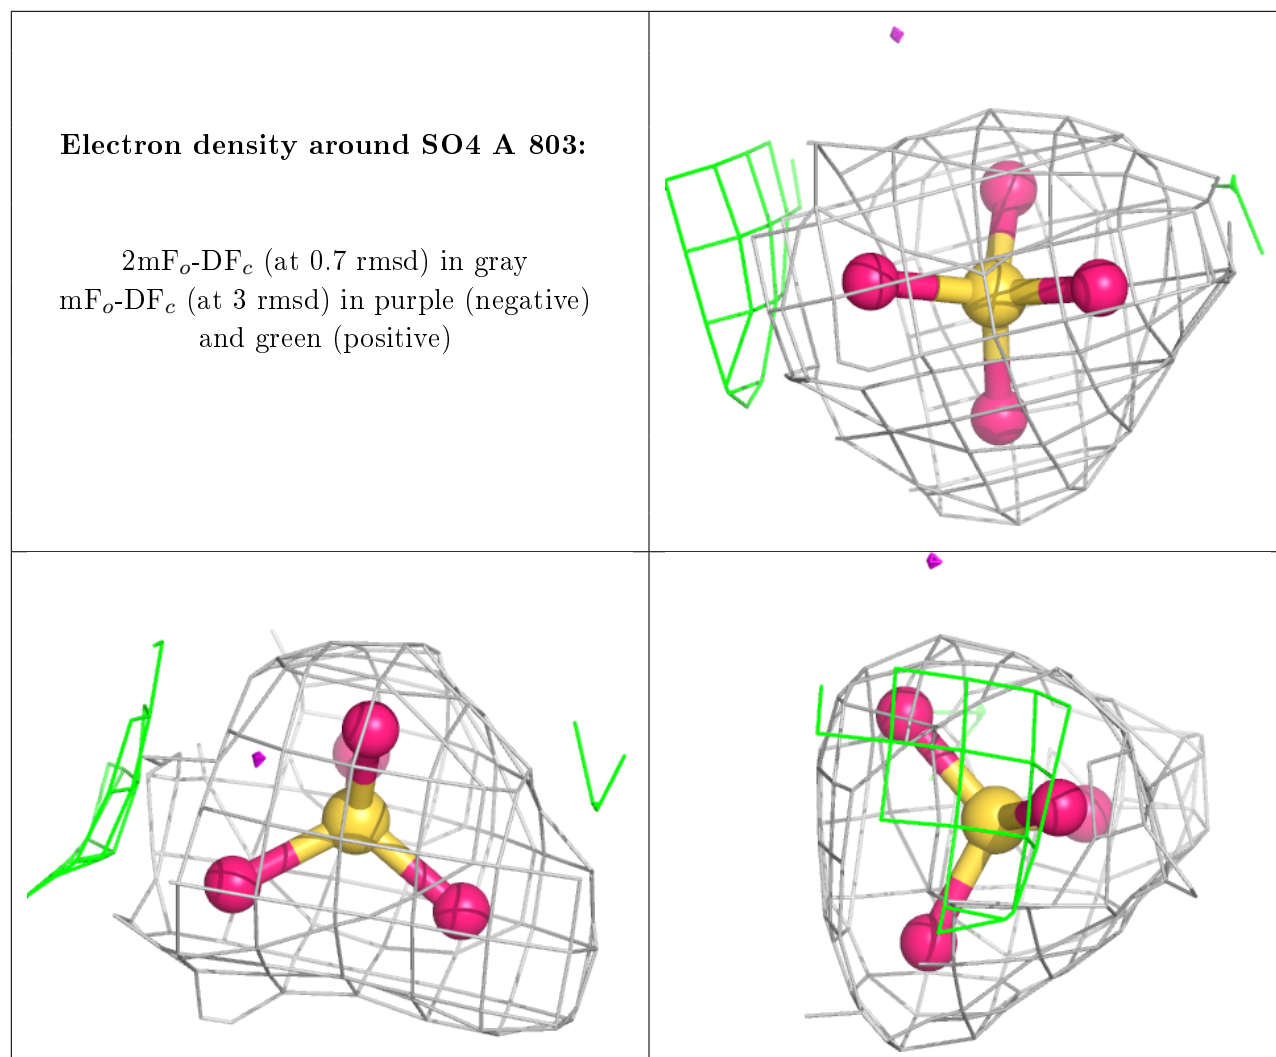 Electron density around SO4 A 803:
2mFₒ-DF𝒸 (at 0.7 rmsd) in gray
mFₒ-DF𝒸 (at 3 rmsd) in purple (negative)
and green (positive)